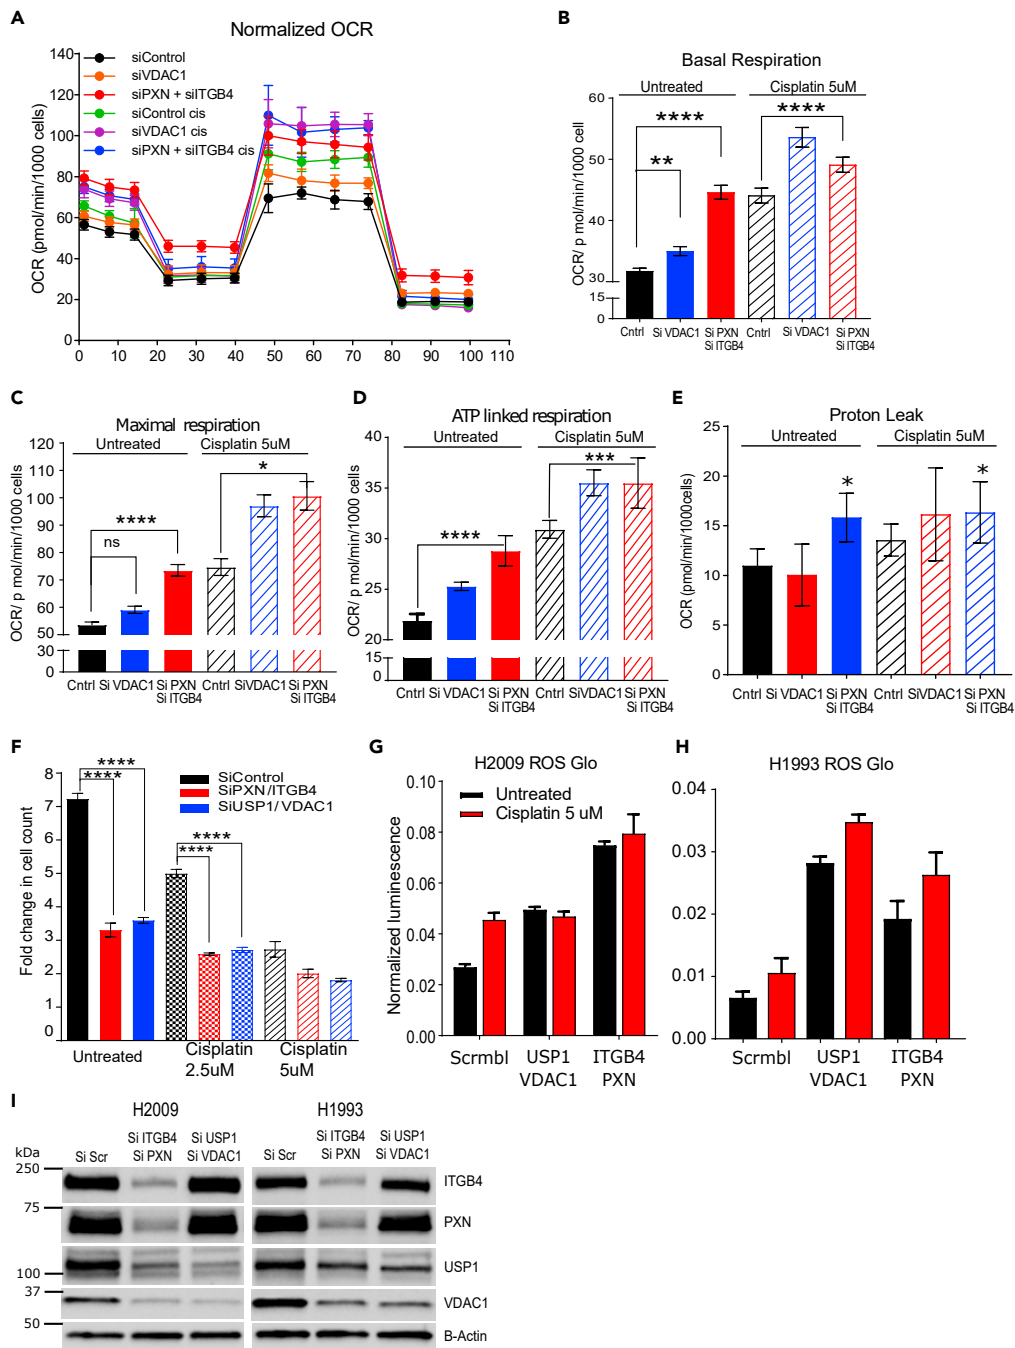 A
Normalized OCR
OCR (pmol/min/1000 cells)
140
120
100
80
60
40
20
0
0 10 20 30 40 50 60 70 80 90 100 110
siControl
siVDAC1
siPXN + siITGB4
siControl cis
siVDAC1 cis
siPXN + siITGB4 cis
B
Basal Respiration
Untreated
Cisplatin 5uM
OCR/ p mol/min/1000 cell
60
50
40
30
15
0
****
**
****
Cntrl Si VDAC1 Si PXN Cntrl Si VDAC1 Si PXN
Si ITGB4 Si ITGB4
C
Maximal respiration
Untreated
Cisplatin 5uM
OCR/ p mol/min/1000 cells
120
110
100
90
80
70
60
50
30
0
****
ns
*
Cntrl Si VDAC1 Si PXN Cntrl SiVDAC1 Si PXN
Si ITGB4 Si ITGB4
D
ATP linked respiration
Untreated
Cisplatin 5uM
OCR/ p mol/min/1000 cells
40
35
30
25
20
15
0
****
***
Cntrl Si VDAC1 Si PXN Cntrl SiVDAC1 Si PXN
Si ITGB4 Si ITGB4
E
Proton Leak
Untreated
Cisplatin 5uM
OCR (pmol/min/1000cells)
25
20
15
10
5
0
*
*
Cntrl Si VDAC1 Si PXN Cntrl SiVDAC1 Si PXN
Si ITGB4 Si ITGB4
F
Fold change in cell count
7
5
4
3
2
0
****
****
****
****
SiControl
SiPXN/ITGB4
SiUSP1/VDAC1
Untreated
Cisplatin
2.5uM
Cisplatin
5uM
G
H2009 ROS Glo
Normalized luminescence
0.10
0.08
0.06
0.04
0.02
0.00
Untreated
Cisplatin 5 uM
Scrmbl USP1 ITGB4
VDAC1 PXN
H
H1993 ROS Glo
0.04
0.03
0.02
0.01
0.00
Scrmbl USP1 ITGB4
VDAC1 PXN
I
H2009 H1993
kDa
Si Scr
Si ITGB4
Si PXN
Si USP1
Si VDAC1
Si Scr
Si ITGB4
Si PXN
Si USP1
Si VDAC1
250
75
100
37
50
ITGB4
PXN
USP1
VDAC1
B-Actin